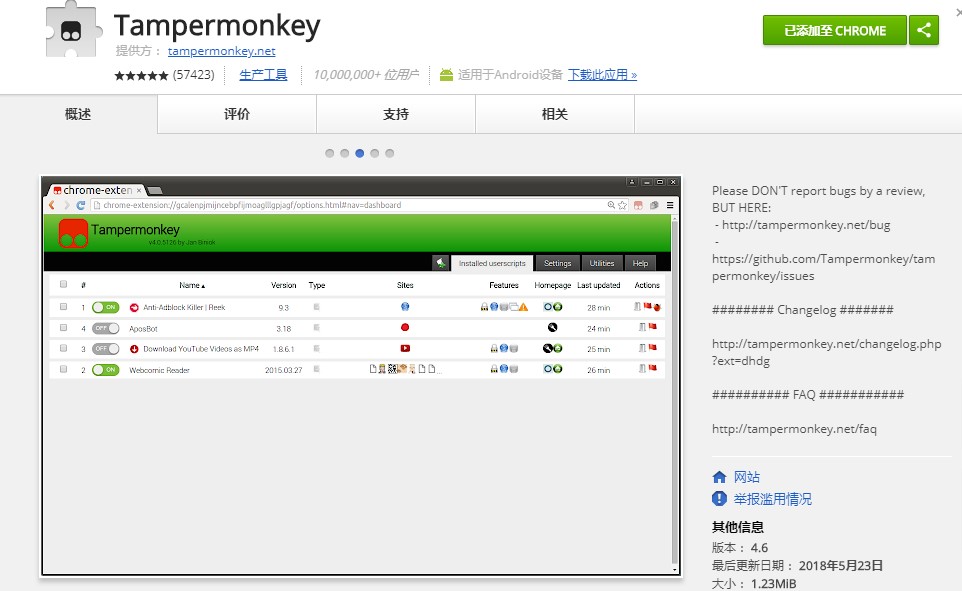 Tampermonkey
提供方： tampermonkey.net
★★★★★ (57423) 生产工具 10,000,000+ 位用户 适用于Android设备 下载此应用 »
已添加至 CHROME
概述 评价 支持 相关
chrome-exten ×
chrome-extension://gcalenpjmijncebpfijmoaglllgpjagf/options.html#nav=dashboard
Tampermonkey
v4.0.5126 by Jan Biniok
Installed userscripts Settings Utilities Help
# Name Version Type Sites Features Homepage Last updated Actions
1 ON Anti-Adblock Killer | Reek 9.3 28 min
4 OFF AposBot 3.18 24 min
3 OFF Download YouTube Videos as MP4 1.8.6.1 25 min
2 ON Webcomic Reader 2015.03.27 ... 26 min
Please DON'T report bugs by a review,
BUT HERE:
- http://tampermonkey.net/bug
-
https://github.com/Tampermonkey/tam
permonkey/issues
######## Changelog #######
http://tampermonkey.net/changelog.php
?ext=dhdg
########## FAQ ###########
http://tampermonkey.net/faq
网站
举报滥用情况
其他信息
版本： 4.6
最后更新日期： 2018年5月23日
大小： 1.23MiB